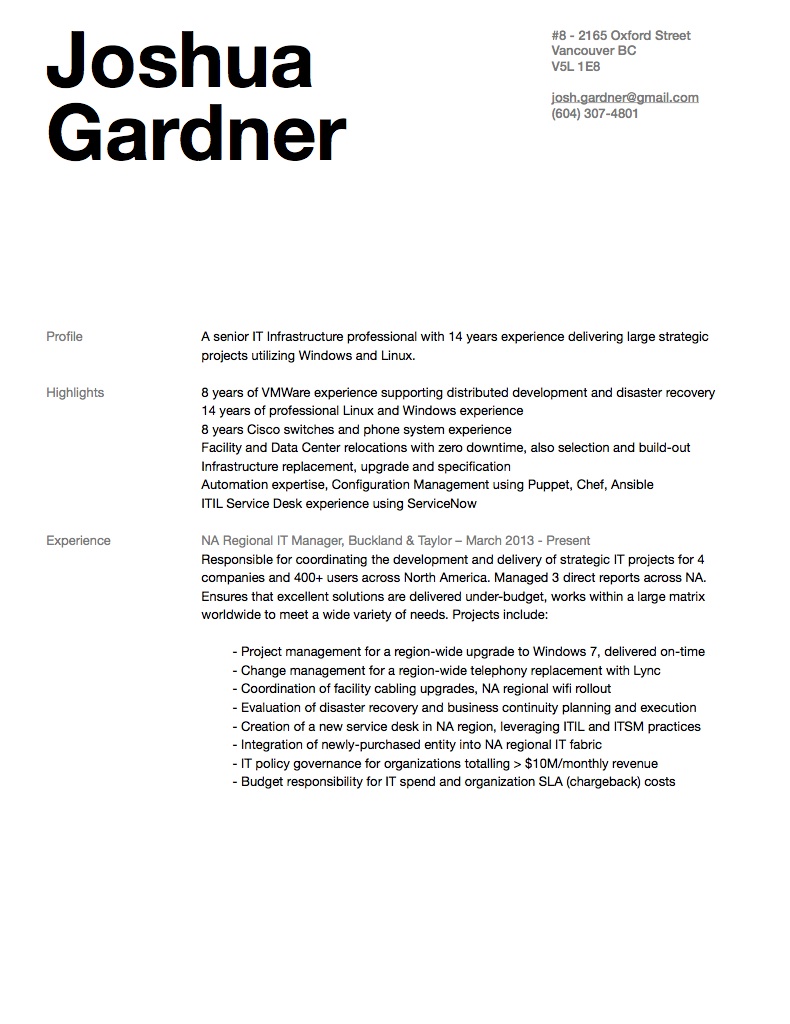 Joshua
Gardner
#8 - 2165 Oxford Street
Vancouver BC
V5L 1E8
josh.gardner@gmail.com
(604) 307-4801
Profile
A senior IT Infrastructure professional with 14 years experience delivering large strategic
projects utilizing Windows and Linux.
Highlights
8 years of VMWare experience supporting distributed development and disaster recovery
14 years of professional Linux and Windows experience
8 years Cisco switches and phone system experience
Facility and Data Center relocations with zero downtime, also selection and build-out
Infrastructure replacement, upgrade and specification
Automation expertise, Configuration Management using Puppet, Chef, Ansible
ITIL Service Desk experience using ServiceNow
Experience
NA Regional IT Manager, Buckland & Taylor – March 2013 - Present
Responsible for coordinating the development and delivery of strategic IT projects for 4
companies and 400+ users across North America. Managed 3 direct reports across NA.
Ensures that excellent solutions are delivered under-budget, works within a large matrix
worldwide to meet a wide variety of needs. Projects include:
- Project management for a region-wide upgrade to Windows 7, delivered on-time
- Change management for a region-wide telephony replacement with Lync
- Coordination of facility cabling upgrades, NA regional wifi rollout
- Evaluation of disaster recovery and business continuity planning and execution
- Creation of a new service desk in NA region, leveraging ITIL and ITSM practices
- Integration of newly-purchased entity into NA regional IT fabric
- IT policy governance for organizations totalling > $10M/monthly revenue
- Budget responsibility for IT spend and organization SLA (chargeback) costs